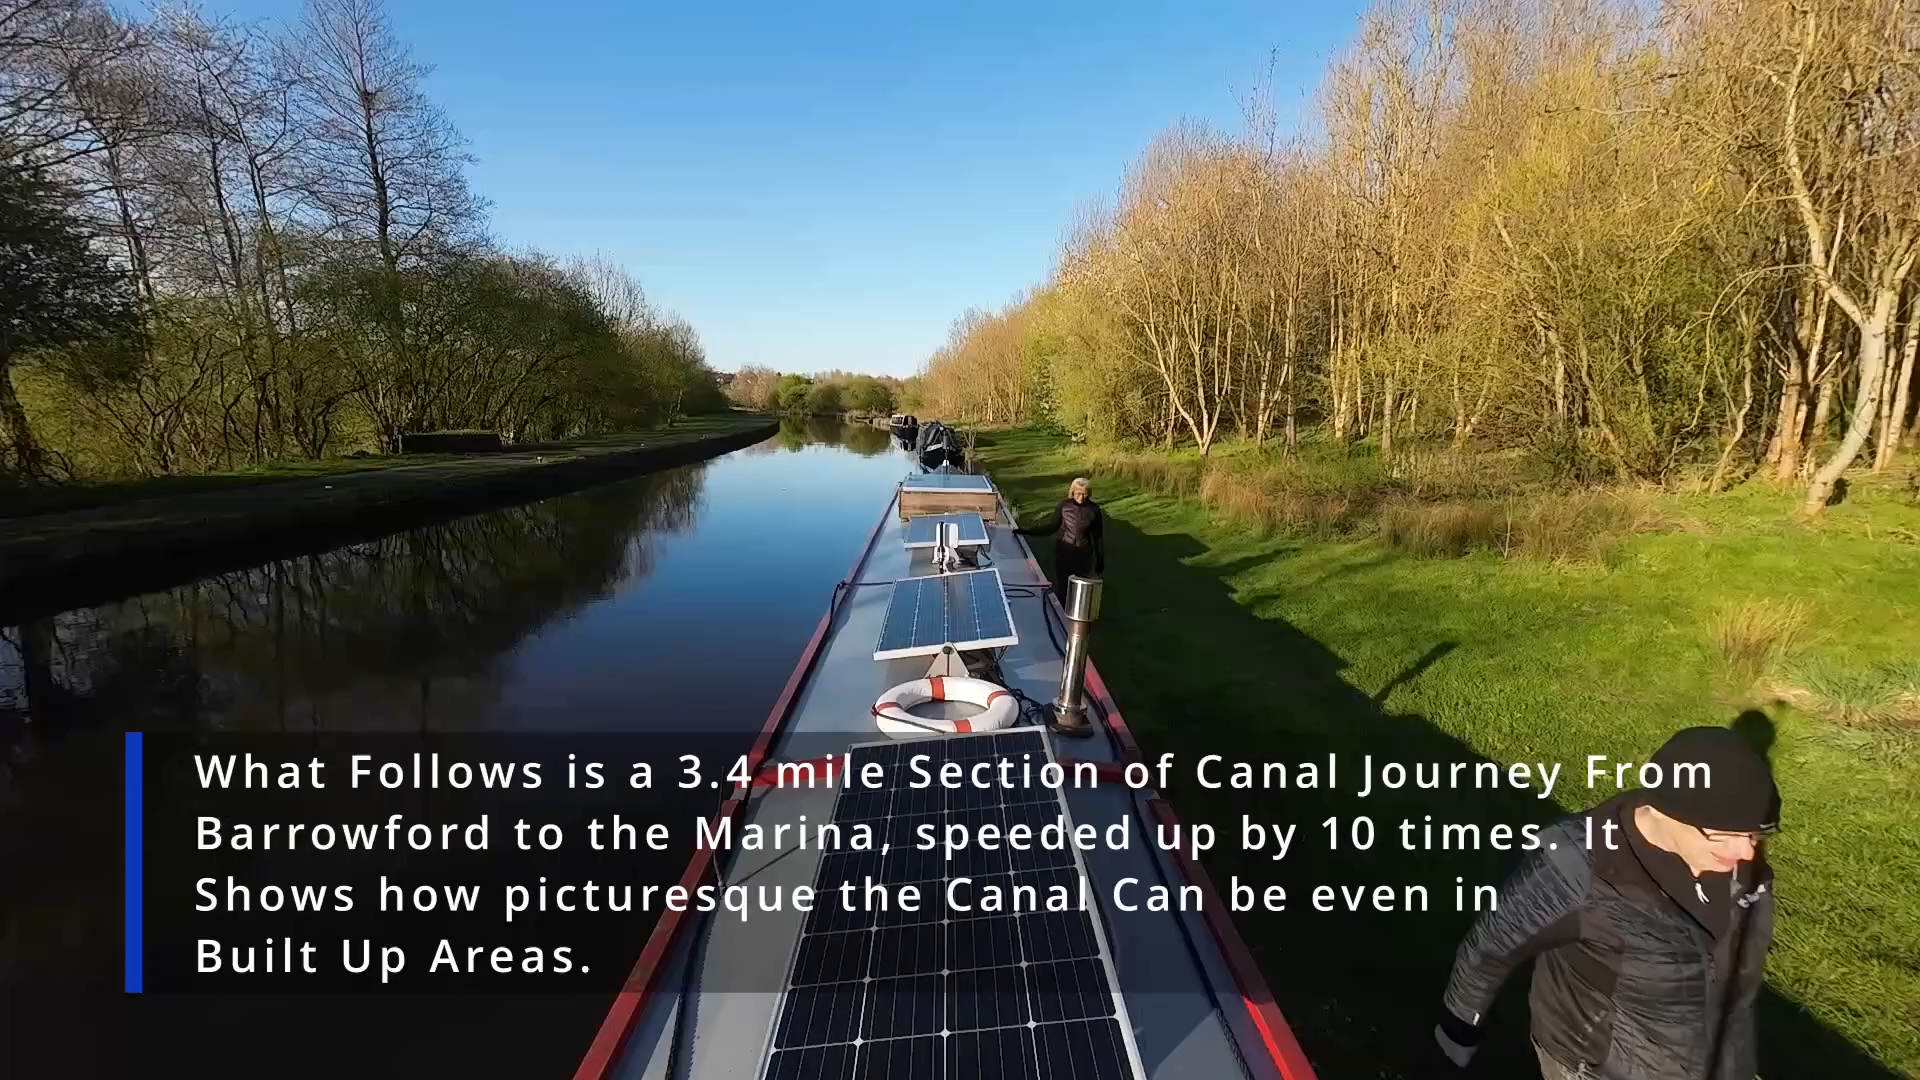 What Follows is a 3.4 mile Section of Canal Journey From
Barrowford to the Marina, speeded up by 10 times. It
Shows how picturesque the Canal Can be even in
Built Up Areas.